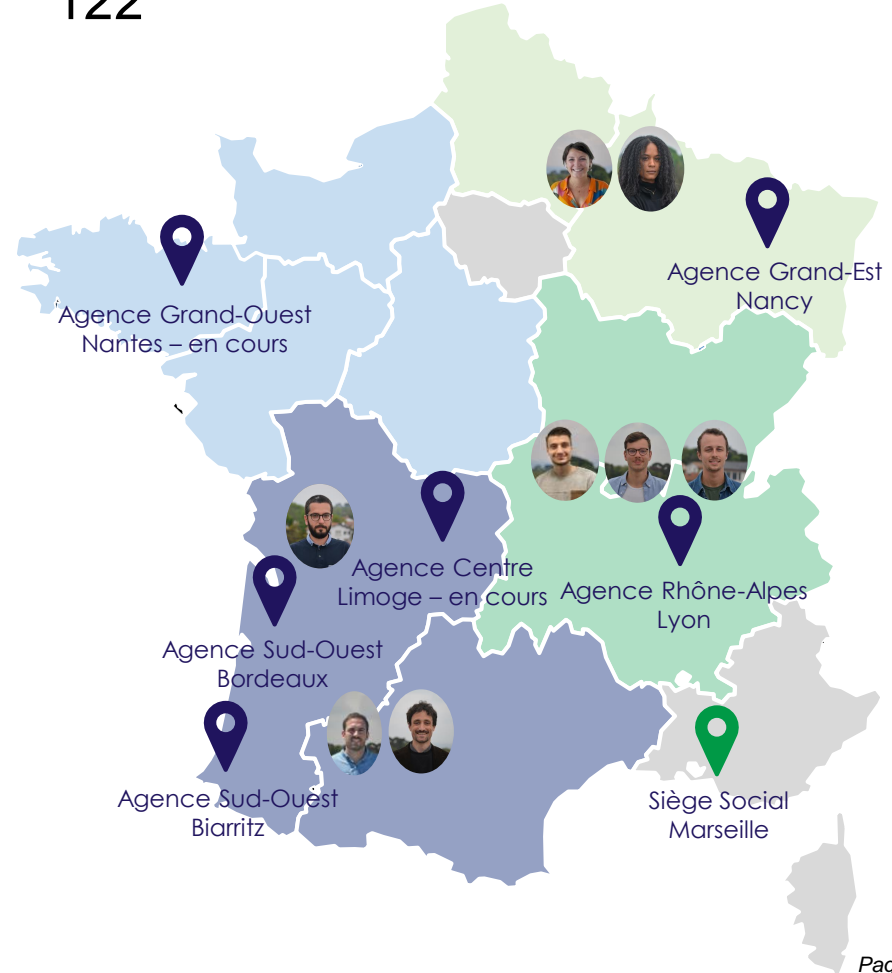 122
Agence Grand-Est
Nancy
Agence Grand-Ouest
Nantes – en cours
Agence Centre
Limoge – en cours
Agence Rhône-Alpes
Lyon
Agence Sud-Ouest
Bordeaux
Agence Sud-Ouest
Biarritz
Siège Social
Marseille